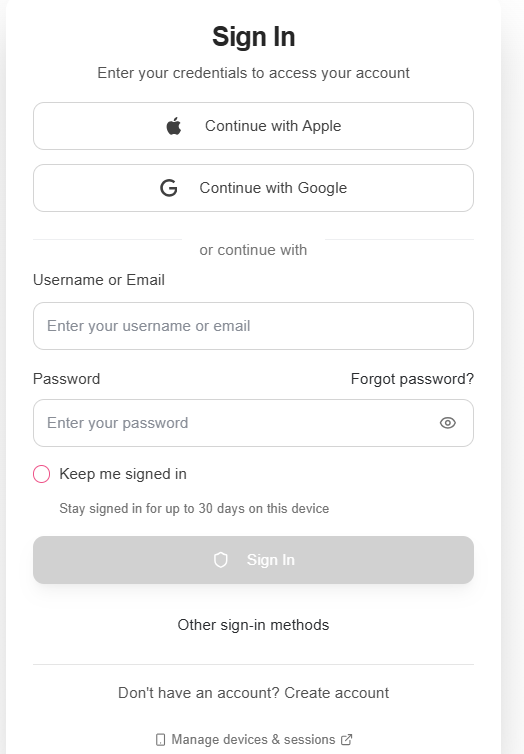 Sign In
Enter your credentials to access your account
Continue with Apple
Continue with Google
or continue with
Username or Email
Enter your username or email
Password Forgot password?
Enter your password
Keep me signed in
Stay signed in for up to 30 days on this device
Sign In
Other sign-in methods
Don't have an account? Create account
Manage devices & sessions